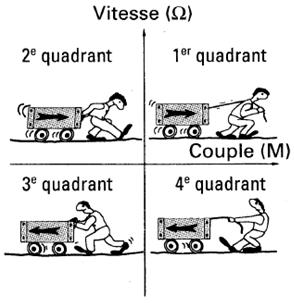 Vitesse (Ω)
2e quadrant
1er quadrant
Couple (M)
3e quadrant
4e quadrant